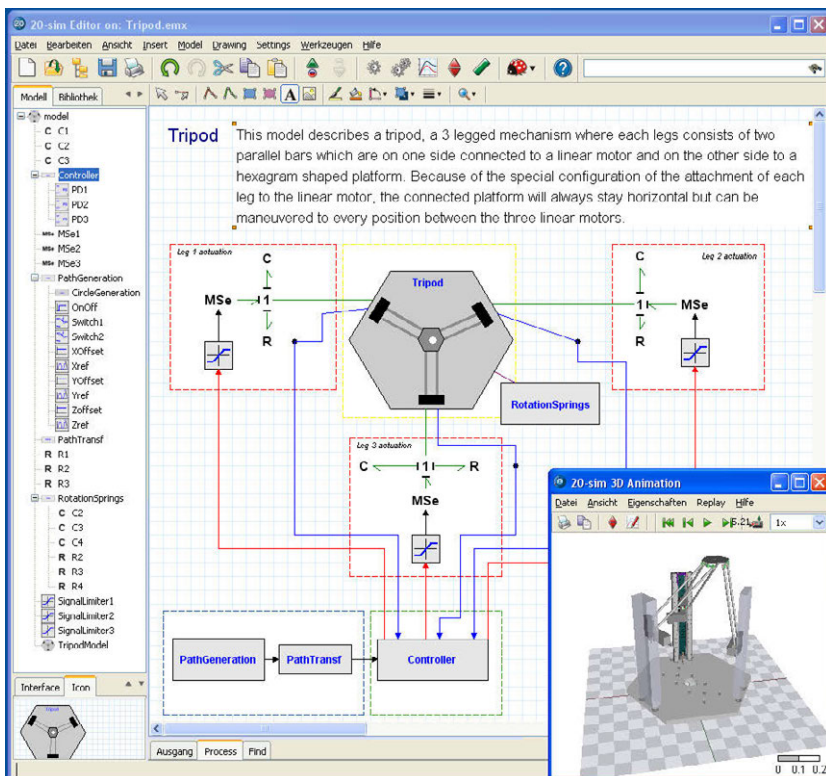 20-sim Editor on: Tripod.emx
Datei Bearbeiten Ansicht Insert Model Drawing Settings Werkzeugen Hilfe
Modell Bibliothek
model
C C1
C C2
C C3
Controller
PD1
PD2
PD3
MSe MSe1
MSe MSe2
MSe MSe3
PathGeneration
CircleGeneration
OnOff
Switch1
Switch2
XOffset
Xref
YOffset
Yref
Zoffset
Zref
PathTransf
R R1
R R2
R R3
RotationSprings
C C2
C C3
C C4
R R2
R R3
R R4
SignalLimiter1
SignalLimiter2
SignalLimiter3
TripodModel
Interface Icon
A
Tripod
This model describes a tripod, a 3 legged mechanism where each legs consists of two
parallel bars which are on one side connected to a linear motor and on the other side to a
hexagram shaped platform. Because of the special configuration of the attachment of each
leg to the linear motor, the connected platform will always stay horizontal but can be
maneuvered to every position between the three linear motors.
Leg 1 actuation
C
MSe 1
R
Tripod
Leg 2 actuation
C
1 MSe
R
RotationSprings
Leg 3 actuation
C 1 R
MSe
PathGeneration PathTransf Controller
Ausgang Process Find
20-sim 3D Animation
Datei Ansicht Eigenschaften Replay Hilfe
5.21 1x
0 0.1 0.2